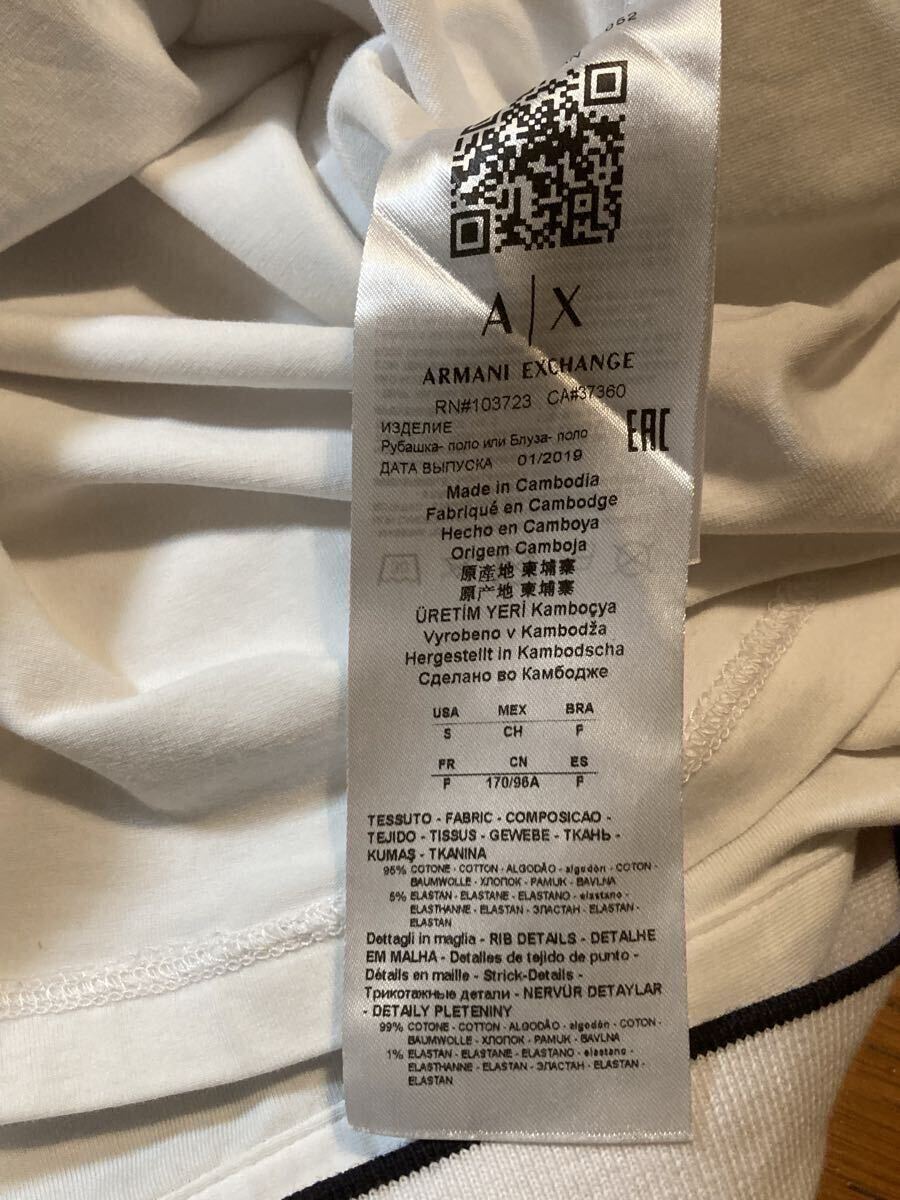 052
A|X
ARMANI EXCHANGE
RN#103723 CA#37360
ИЗДЕЛИЕ
Рубашка- поло или Блуза- поло
ДАТА ВЫПУСКА 01/2019
EAC
Made in Cambodia
Fabriqué en Cambodge
Hecho en Camboya
Origem Camboja
原產地 柬埔寨
原产地 柬埔寨
ÜRETİM YERİ Kamboçya
Vyrobeno v Kambodža
Hergestellt in Kambodscha
Сделано во Камбодже
USA MEX BRA
S CH P
FR CN ES
P 170/96A P
TESSUTO - FABRIC - COMPOSICAO -
TEJIDO - TISSUS - GEWEBE - ТКАНЬ -
KUMAŞ - TKANINA
95% COTONE - COTTON - ALGODÃO - algodón - COTON -
BAUMWOLLE - ХЛОПОК - PAMUK - BAVLNA
5% ELASTAN - ELASTANE - ELASTANO - elastano -
ELASTHANNE - ELASTAN - ЭЛАСТАН - ELASTAN -
ELASTAN
Dettagli in maglia - RIB DETAILS - DETALHE
EM MALHA - Detalles de tejido de punto -
Détails en maille - Strick-Details -
Трикотажные детали - NERVÜR DETAYLAR
- DETAILY PLETENINY
99% COTONE - COTTON - ALGODÃO - algodón - COTON -
BAUMWOLLE - ХЛОПОК - PAMUK - BAVLNA
1% ELASTAN - ELASTANE - ELASTANO - elastano -
ELASTHANNE - ELASTAN - ЭЛАСТАН - ELASTAN -
ELASTAN